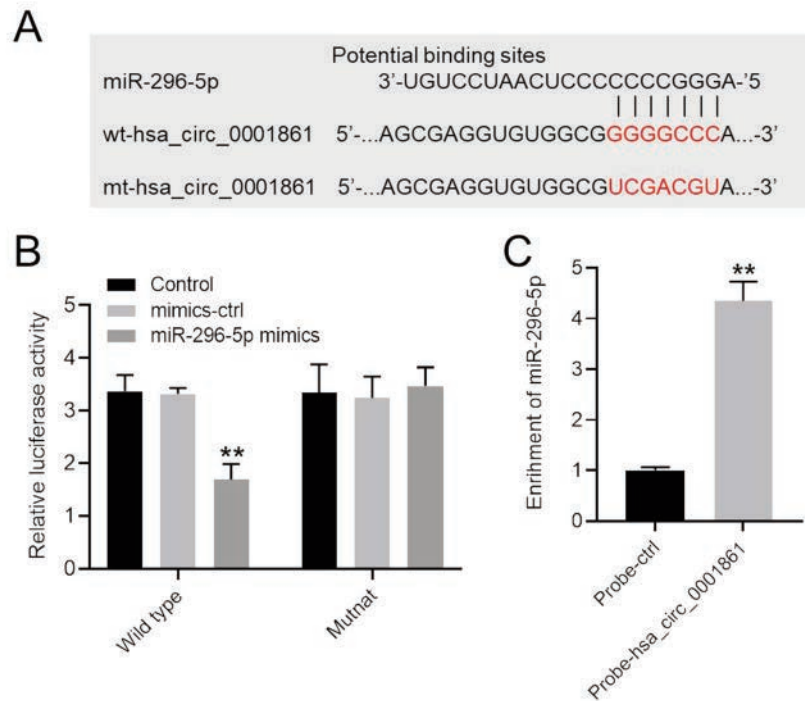 A
Potential binding sites
miR-296-5p 3'-UGUCCUAACUCCCCCCCGGGA-'5
wt-hsa_circ_0001861 5'-...AGCGAGGUGUGGCGGGGGCCCA...-3'
mt-hsa_circ_0001861 5'-...AGCGAGGUGUGGCGUCGACGUA...-3'
B
Control
mimics-ctrl
miR-296-5p mimics
Relative luciferase activity
5
4
3
2
1
0
**
Wild type
Mutnat
C
Enrihment of miR-296-5p
5
4
3
2
1
0
**
Probe-ctrl
Probe-hsa_circ_0001861